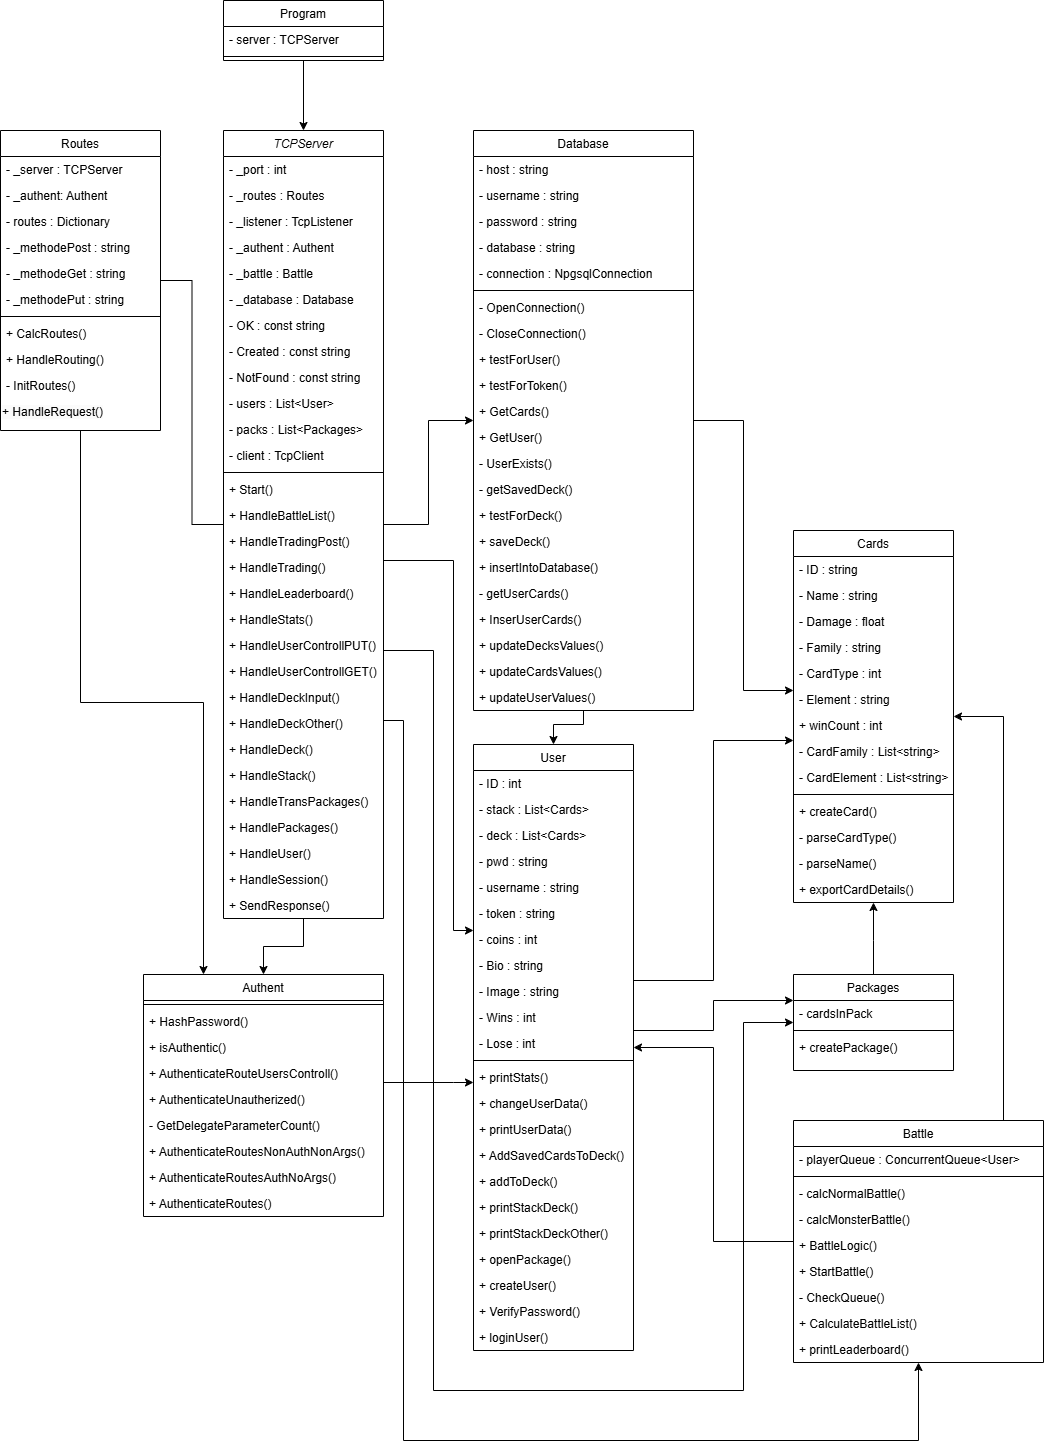 Program
- server : TCPServer
Routes
- _server : TCPServer
- _authent: Authent
- routes : Dictionary
- _methodePost : string
- _methodeGet : string
- _methodePut : string
+ CalcRoutes()
+ HandleRouting()
- InitRoutes()
+ HandleRequest()
TCPServer
- _port : int
- _routes : Routes
- _listener : TcpListener
- _authent : Authent
- _battle : Battle
- _database : Database
- OK : const string
- Created : const string
- NotFound : const string
- users : List<User>
- packs : List<Packages>
- client : TcpClient
+ Start()
+ HandleBattleList()
+ HandleTradingPost()
+ HandleTrading()
+ HandleLeaderboard()
+ HandleStats()
+ HandleUserControllPUT()
+ HandleUserControllGET()
+ HandleDeckInput()
+ HandleDeckOther()
+ HandleDeck()
+ HandleStack()
+ HandleTransPackages()
+ HandlePackages()
+ HandleUser()
+ HandleSession()
+ SendResponse()
Database
- host : string
- username : string
- password : string
- database : string
- connection : NpgsqlConnection
- OpenConnection()
- CloseConnection()
+ testForUser()
+ testForToken()
+ GetCards()
+ GetUser()
- UserExists()
- getSavedDeck()
+ testForDeck()
+ saveDeck()
+ insertIntoDatabase()
- getUserCards()
+ InserUserCards()
+ updateDecksValues()
+ updateCardsValues()
+ updateUserValues()
Cards
- ID : string
- Name : string
- Damage : float
- Family : string
- CardType : int
- Element : string
+ winCount : int
- CardFamily : List<string>
- CardElement : List<string>
+ createCard()
- parseCardType()
- parseName()
+ exportCardDetails()
User
- ID : int
- stack : List<Cards>
- deck : List<Cards>
- pwd : string
- username : string
- token : string
- coins : int
- Bio : string
- Image : string
- Wins : int
- Lose : int
+ printStats()
+ changeUserData()
+ printUserData()
+ AddSavedCardsToDeck()
+ addToDeck()
+ printStackDeck()
+ printStackDeckOther()
+ openPackage()
+ createUser()
+ VerifyPassword()
+ loginUser()
Authent
+ HashPassword()
+ isAuthentic()
+ AuthenticateRouteUsersControll()
+ AuthenticateUnautherized()
- GetDelegateParameterCount()
+ AuthenticateRoutesNonAuthNonArgs()
+ AuthenticateRoutesAuthNoArgs()
+ AuthenticateRoutes()
Packages
- cardsInPack
+ createPackage()
Battle
- playerQueue : ConcurrentQueue<User>
- calcNormalBattle()
- calcMonsterBattle()
+ BattleLogic()
+ StartBattle()
- CheckQueue()
+ CalculateBattleList()
+ printLeaderboard()